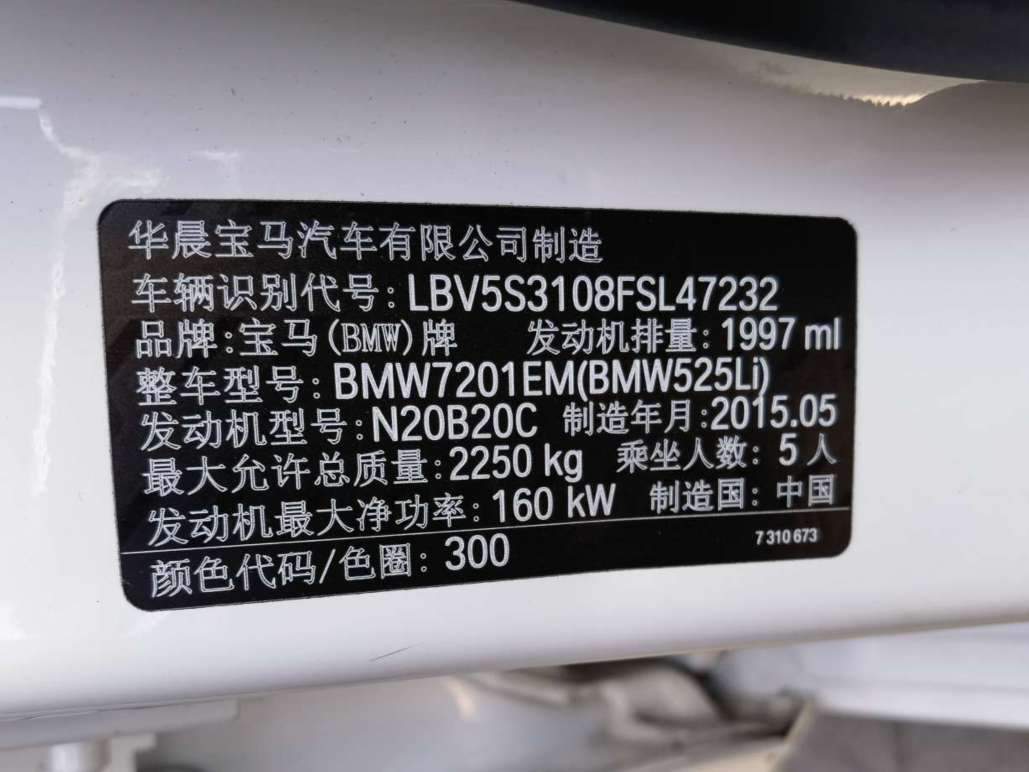 华晨宝马汽车有限公司制造
车辆识别代号: LBV5S3108FSL47232
品牌:宝马(BMW)牌 发动机排量: 1997 ml
整车型号: BMW7201EM(BMW525Li)
发动机型号: N20B20C 制造年月:2015.05
最大允许总质量:2250 kg 乘坐人数: 5 人
发动机最大净功率: 160 kW 制造国: 中国
7 310 673
颜色代码/色圈: 300